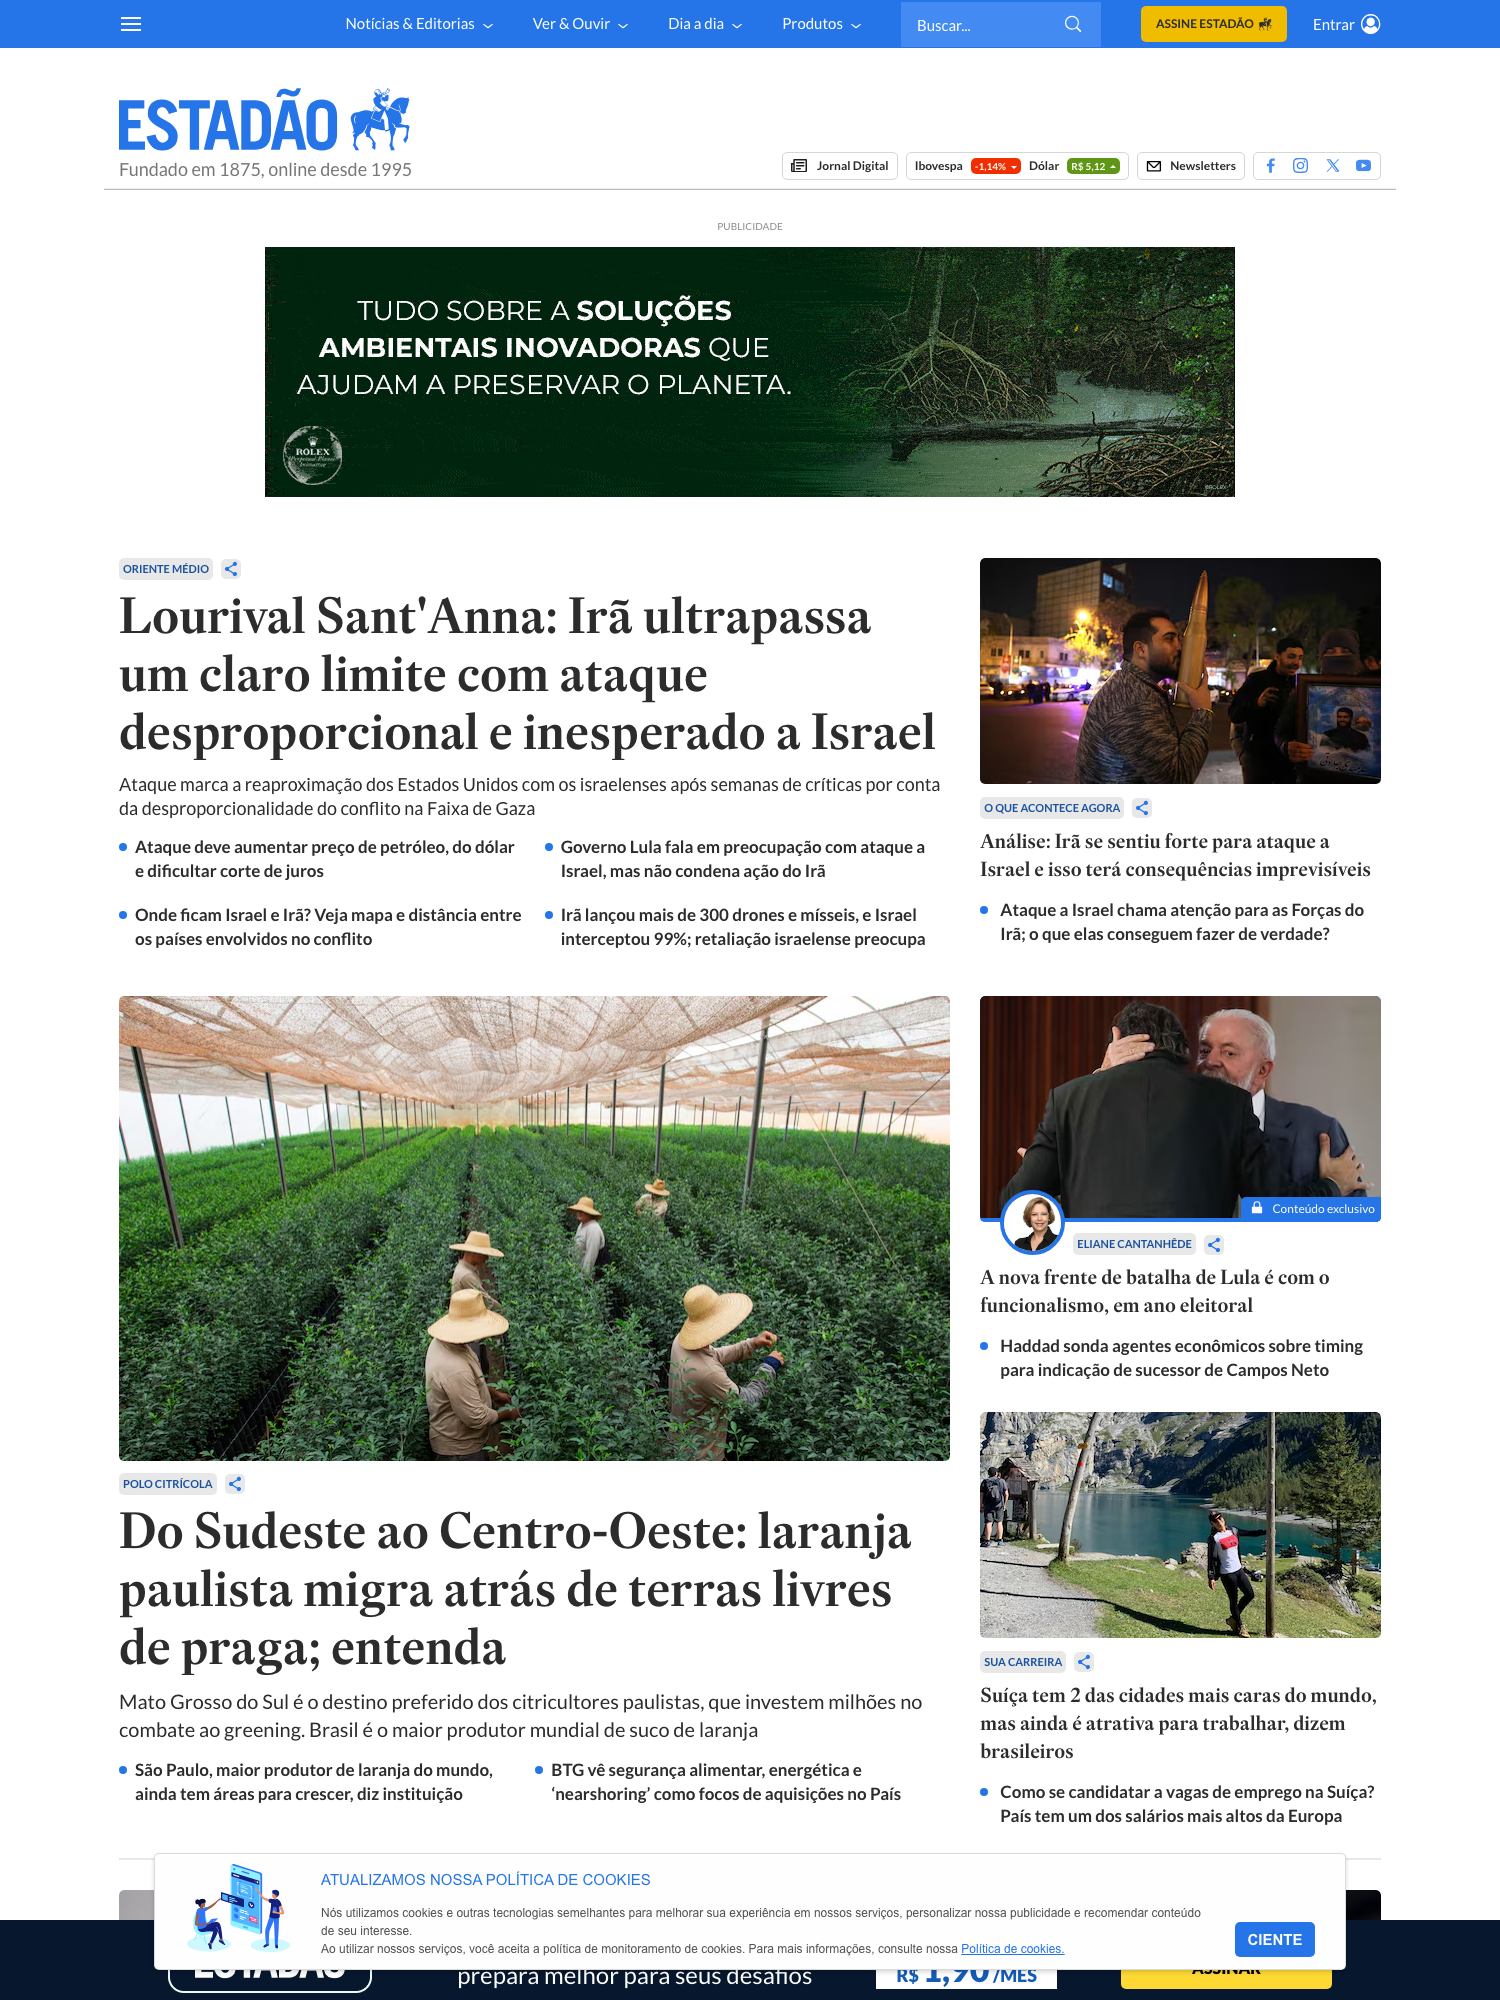 Notícias & Editorias
Ver & Ouvir
Dia a dia
Produtos
Buscar...
ASSINE ESTADÃO
Entrar
ESTADÃO
Fundado em 1875, online desde 1995
Jornal Digital
Ibovespa -1,14% Dólar R$ 5,12
Newsletters
PUBLICIDADE
TUDO SOBRE A SOLUÇÕES
AMBIENTAIS INOVADORAS QUE
AJUDAM A PRESERVAR O PLANETA.
ROLEX
Perpetual Planet
Initiative
©ROLEX
ORIENTE MÉDIO
Lourival Sant'Anna: Irã ultrapassa
um claro limite com ataque
desproporcional e inesperado a Israel
Ataque marca a reaproximação dos Estados Unidos com os israelenses após semanas de críticas por conta
da desproporcionalidade do conflito na Faixa de Gaza
Ataque deve aumentar preço de petróleo, do dólar
e dificultar corte de juros
Governo Lula fala em preocupação com ataque a
Israel, mas não condena ação do Irã
Onde ficam Israel e Irã? Veja mapa e distância entre
os países envolvidos no conflito
Irã lançou mais de 300 drones e mísseis, e Israel
interceptou 99%; retaliação israelense preocupa
O QUE ACONTECE AGORA
Análise: Irã se sentiu forte para ataque a
Israel e isso terá consequências imprevisíveis
Ataque a Israel chama atenção para as Forças do
Irã; o que elas conseguem fazer de verdade?
Conteúdo exclusivo
ELIANE CANTANHÊDE
A nova frente de batalha de Lula é com o
funcionalismo, em ano eleitoral
Haddad sonda agentes econômicos sobre timing
para indicação de sucessor de Campos Neto
POLO CITRÍCOLA
Do Sudeste ao Centro-Oeste: laranja
paulista migra atrás de terras livres
de praga; entenda
Mato Grosso do Sul é o destino preferido dos citricultores paulistas, que investem milhões no
combate ao greening. Brasil é o maior produtor mundial de suco de laranja
São Paulo, maior produtor de laranja do mundo,
ainda tem áreas para crescer, diz instituição
BTG vê segurança alimentar, energética e
‘nearshoring’ como focos de aquisições no País
SUA CARREIRA
Suíça tem 2 das cidades mais caras do mundo,
mas ainda é atrativa para trabalhar, dizem
brasileiros
Como se candidatar a vagas de emprego na Suíça?
País tem um dos salários mais altos da Europa
ATUALIZAMOS NOSSA POLÍTICA DE COOKIES
Nós utilizamos cookies e outras tecnologias semelhantes para melhorar sua experiência em nossos serviços, personalizar nossa publicidade e recomendar conteúdo
de seu interesse.
Ao utilizar nossos serviços, você aceita a política de monitoramento de cookies. Para mais informações, consulte nossa Política de cookies.
CIENTE
ESTADÃO
prepara melhor para seus desafios
R$ 1,90 /MÊS
ASSINAR